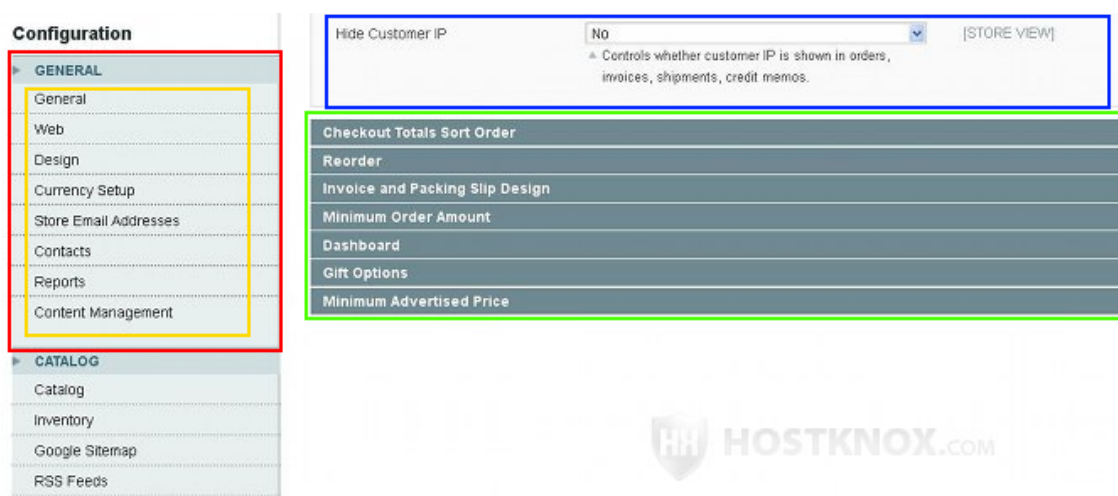 Configuration
GENERAL
General
Web
Design
Currency Setup
Store Email Addresses
Contacts
Reports
Content Management
CATALOG
Catalog
Inventory
Google Sitemap
RSS Feeds
Hide Customer IP
No
[STORE VIEW]
Controls whether customer IP is shown in orders,
invoices, shipments, credit memos.
Checkout Totals Sort Order
Reorder
Invoice and Packing Slip Design
Minimum Order Amount
Dashboard
Gift Options
Minimum Advertised Price
HH HOSTKNOX.COM